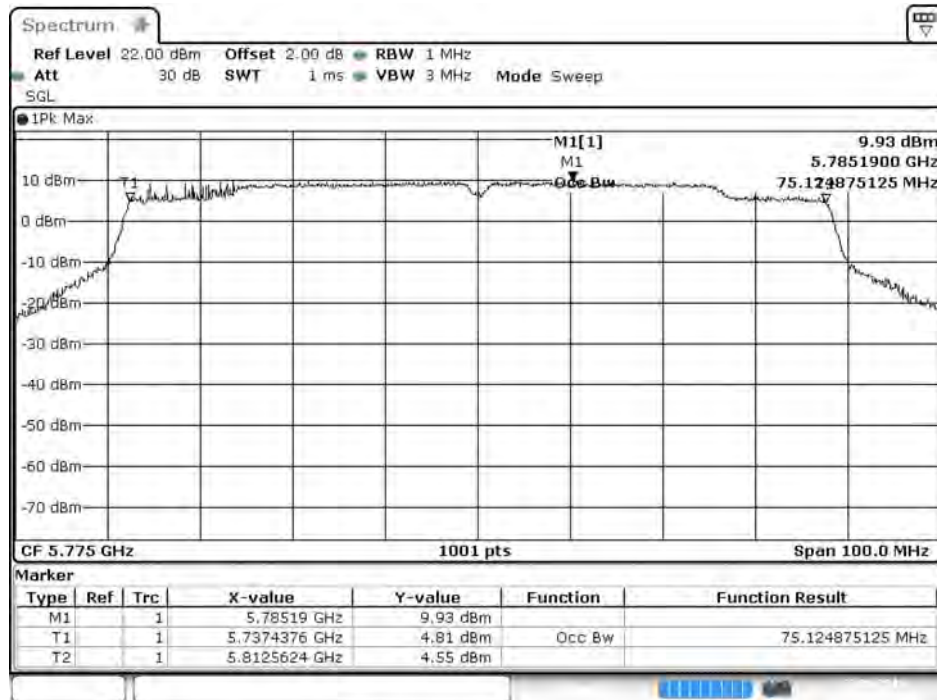 Spectrum
Ref Level 22.00 dBm Offset 2.00 dB RBW 1 MHz
Att 30 dB SWT 1 ms VBW 3 MHz Mode Sweep
SGL
1Pk Max
M1[1] 9.93 dBm
M1 5.7851900 GHz
10 dBm T1 Occ Bw 75.124875125 MHz
0 dBm
-10 dBm
-20 dBm
-30 dBm
-40 dBm
-50 dBm
-60 dBm
-70 dBm
CF 5.775 GHz 1001 pts Span 100.0 MHz
Marker
Type Ref Trc X-value Y-value Function Function Result
M1 1 5.78519 GHz 9.93 dBm
T1 1 5.7374376 GHz 4.81 dBm Occ Bw 75.124875125 MHz
T2 1 5.8125624 GHz 4.55 dBm